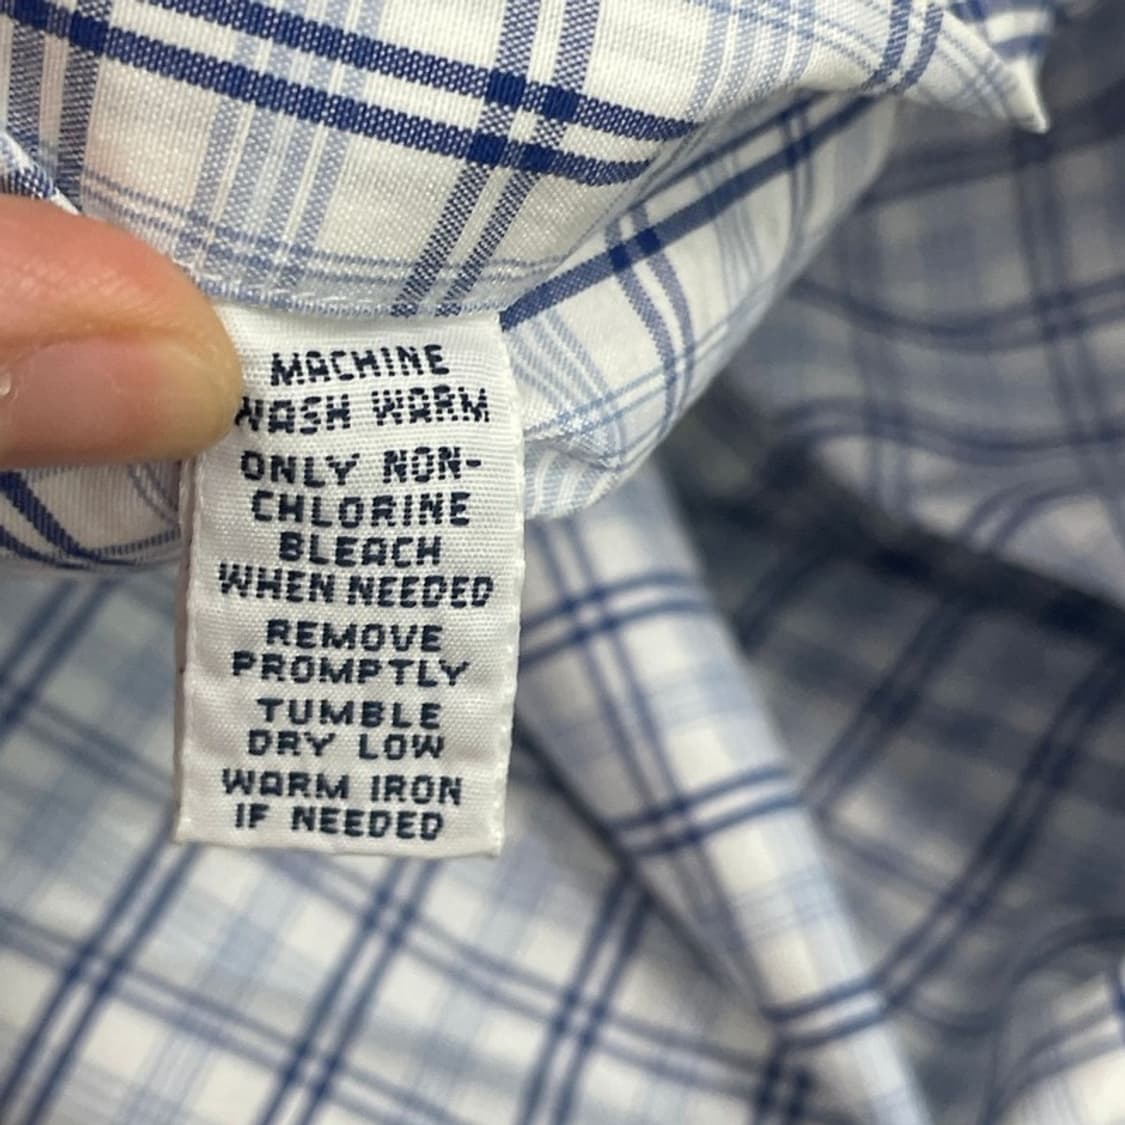 MACHINE
WASH WARM
ONLY NON-
CHLORINE
BLEACH
WHEN NEEDED
REMOVE
PROMPTLY
TUMBLE
DRY LOW
WARM IRON
IF NEEDED